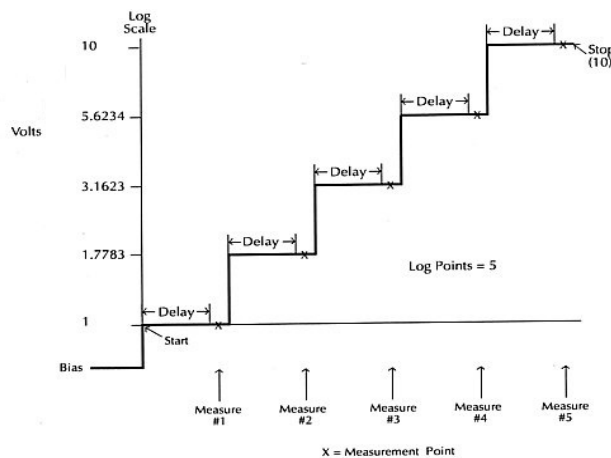 Log
Scale
10
Delay
Stop
(10)
5.6234
Delay
Volts
3.1623
Delay
1.7783
Delay
Log Points = 5
Delay
1
Start
Bias
Measure
#1
Measure
#2
Measure
#3
Measure
#4
Measure
#5
X = Measurement Point
X
X
X
X
X